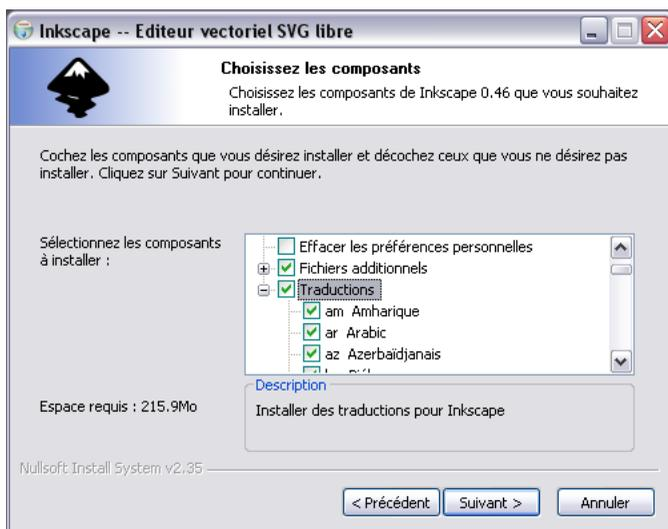 Inkscape -- Editeur vectoriel SVG libre
Choisissez les composants
Choisissez les composants de Inkscape 0.46 que vous souhaitez
installer.
Cochez les composants que vous désirez installer et décochez ceux que vous ne désirez pas
installer. Cliquez sur Suivant pour continuer.
Sélectionnez les composants
à installer :
Effacer les préférences personnelles
Fichiers additionnels
Traductions
am Amharique
ar Arabic
az Azerbaïdjanais
Espace requis : 215.9Mo
Description
Installer des traductions pour Inkscape
Nullsoft Install System v2.35
< Précédent
Suivant >
Annuler